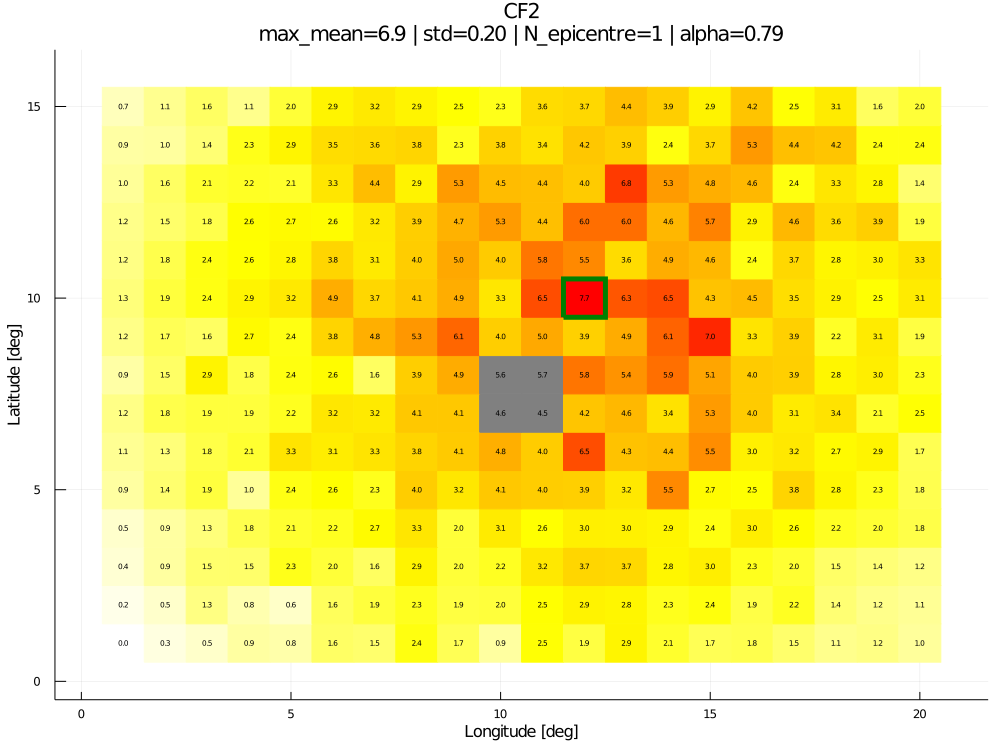 CF2
max_mean=6.9 | std=0.20 | N_epicentre=1 | alpha=0.79
15
0.7 1.1 1.6 1.1 2.0 2.9 3.2 2.9 2.5 2.3 3.6 3.7 4.4 3.9 2.9 4.2 2.5 3.1 1.6 2.0
0.9 1.0 1.4 2.3 2.9 3.5 3.6 3.8 2.3 3.8 3.4 4.2 3.9 2.4 3.7 5.3 4.4 4.2 2.4 2.4
1.0 1.6 2.1 2.2 2.1 3.3 4.4 2.9 5.3 4.5 4.4 4.0 6.8 5.3 4.8 4.6 2.4 3.3 2.8 1.4
1.2 1.5 1.8 2.6 2.7 2.6 3.2 3.9 4.7 5.3 4.4 6.0 6.0 4.6 5.7 2.9 4.6 3.6 3.9 1.9
1.2 1.8 2.4 2.6 2.8 3.8 3.1 4.0 5.0 4.0 5.8 5.5 3.6 4.9 4.6 2.4 3.7 2.8 3.0 3.3
10
1.3 1.9 2.4 2.9 3.2 4.9 3.7 4.1 4.9 3.3 6.5 7.7 6.3 6.5 4.3 4.5 3.5 2.9 2.5 3.1
1.2 1.7 1.6 2.7 2.4 3.8 4.8 5.3 6.1 4.0 5.0 3.9 4.9 6.1 7.0 3.3 3.9 2.2 3.1 1.9
0.9 1.5 2.9 1.8 2.4 2.6 1.6 3.9 4.9 5.6 5.7 5.8 5.4 5.9 5.1 4.0 3.9 2.8 3.0 2.3
1.2 1.8 1.9 1.9 2.2 3.2 3.2 4.1 4.1 4.6 4.5 4.2 4.6 3.4 5.3 4.0 3.1 3.4 2.1 2.5
1.1 1.3 1.8 2.1 3.3 3.1 3.3 3.8 4.1 4.8 4.0 6.5 4.3 4.4 5.5 3.0 3.2 2.7 2.9 1.7
5
0.9 1.4 1.9 1.0 2.4 2.6 2.3 4.0 3.2 4.1 4.0 3.9 3.2 5.5 2.7 2.5 3.8 2.8 2.3 1.8
0.5 0.9 1.3 1.8 2.1 2.2 2.7 3.3 2.0 3.1 2.6 3.0 3.0 2.9 2.4 3.0 2.6 2.2 2.0 1.8
0.4 0.9 1.5 1.5 2.3 2.0 1.6 2.9 2.0 2.2 3.2 3.7 3.7 2.8 3.0 2.3 2.0 1.5 1.4 1.2
0.2 0.5 1.3 0.8 0.6 1.6 1.9 2.3 1.9 2.0 2.5 2.9 2.8 2.3 2.4 1.9 2.2 1.4 1.2 1.1
0.0 0.3 0.5 0.9 0.8 1.6 1.5 2.4 1.7 0.9 2.5 1.9 2.9 2.1 1.7 1.8 1.5 1.1 1.2 1.0
0
Latitude [deg]
0 5 10 15 20
Longitude [deg]